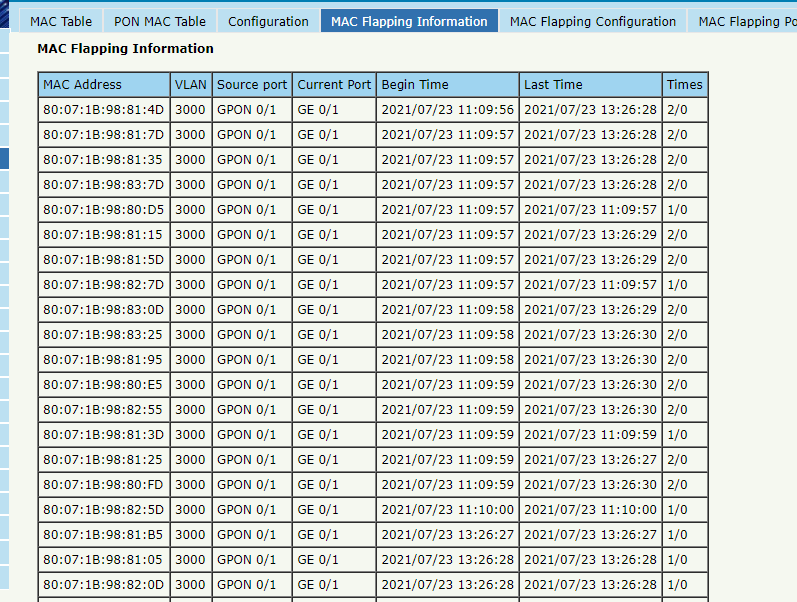 MAC Table PON MAC Table Configuration MAC Flapping Information MAC Flapping Configuration MAC Flapping
MAC Flapping Information
MAC Address VLAN Source port Current Port Begin Time Last Time Times
80:07:1B:98:81:4D 3000 GPON 0/1 GE 0/1 2021/07/23 11:09:56 2021/07/23 13:26:28 2/0
80:07:1B:98:81:7D 3000 GPON 0/1 GE 0/1 2021/07/23 11:09:57 2021/07/23 13:26:28 2/0
80:07:1B:98:81:35 3000 GPON 0/1 GE 0/1 2021/07/23 11:09:57 2021/07/23 13:26:28 2/0
80:07:1B:98:83:7D 3000 GPON 0/1 GE 0/1 2021/07/23 11:09:57 2021/07/23 13:26:28 2/0
80:07:1B:98:80:D5 3000 GPON 0/1 GE 0/1 2021/07/23 11:09:57 2021/07/23 11:09:57 1/0
80:07:1B:98:81:15 3000 GPON 0/1 GE 0/1 2021/07/23 11:09:57 2021/07/23 13:26:29 2/0
80:07:1B:98:81:5D 3000 GPON 0/1 GE 0/1 2021/07/23 11:09:57 2021/07/23 13:26:29 2/0
80:07:1B:98:82:7D 3000 GPON 0/1 GE 0/1 2021/07/23 11:09:57 2021/07/23 11:09:57 1/0
80:07:1B:98:83:0D 3000 GPON 0/1 GE 0/1 2021/07/23 11:09:58 2021/07/23 13:26:29 2/0
80:07:1B:98:83:25 3000 GPON 0/1 GE 0/1 2021/07/23 11:09:58 2021/07/23 13:26:30 2/0
80:07:1B:98:81:95 3000 GPON 0/1 GE 0/1 2021/07/23 11:09:58 2021/07/23 13:26:30 2/0
80:07:1B:98:80:E5 3000 GPON 0/1 GE 0/1 2021/07/23 11:09:59 2021/07/23 13:26:30 2/0
80:07:1B:98:82:55 3000 GPON 0/1 GE 0/1 2021/07/23 11:09:59 2021/07/23 13:26:30 2/0
80:07:1B:98:81:3D 3000 GPON 0/1 GE 0/1 2021/07/23 11:09:59 2021/07/23 11:09:59 1/0
80:07:1B:98:81:25 3000 GPON 0/1 GE 0/1 2021/07/23 11:09:59 2021/07/23 13:26:27 2/0
80:07:1B:98:80:FD 3000 GPON 0/1 GE 0/1 2021/07/23 11:09:59 2021/07/23 13:26:30 2/0
80:07:1B:98:82:5D 3000 GPON 0/1 GE 0/1 2021/07/23 11:10:00 2021/07/23 11:10:00 1/0
80:07:1B:98:81:B5 3000 GPON 0/1 GE 0/1 2021/07/23 13:26:27 2021/07/23 13:26:27 1/0
80:07:1B:98:81:05 3000 GPON 0/1 GE 0/1 2021/07/23 13:26:28 2021/07/23 13:26:28 1/0
80:07:1B:98:82:0D 3000 GPON 0/1 GE 0/1 2021/07/23 13:26:28 2021/07/23 13:26:28 1/0